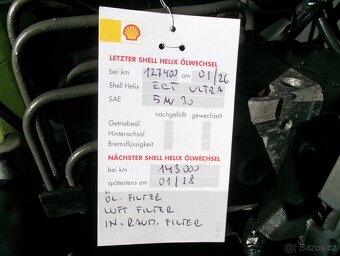 LETZTER SHELL HELIX ÖLWECHSEL
bei km 127400 am 01/26
Shell Helix ECT ULTRA
SAE 5W 30
nachgefüllt gewechselt
Getriebeöl
Hinterachsöl
Bremsflüssigkeit
NÄCHSTER SHELL HELIX ÖLWECHSEL
bei km 143000
spätestens am 01/28
ÖL. FILTER
LUFT FILTER
IN. RAUM. FILTER
Bazos.cz